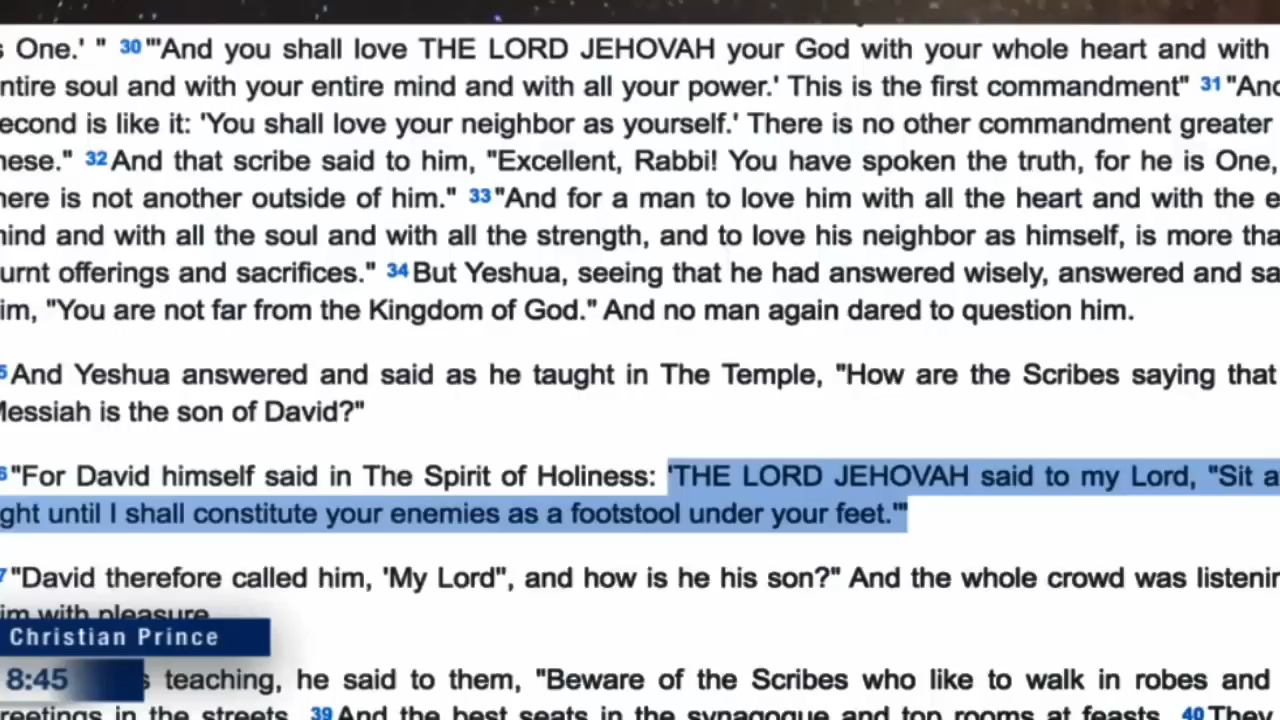 s One.' " 30 "'And you shall love THE LORD JEHOVAH your God with your whole heart and with
ntire soul and with your entire mind and with all your power.' This is the first commandment" 31 "And
econd is like it: 'You shall love your neighbor as yourself.' There is no other commandment greater
hese." 32 And that scribe said to him, "Excellent, Rabbi! You have spoken the truth, for he is One,
here is not another outside of him." 33 "And for a man to love him with all the heart and with the e
nind and with all the soul and with all the strength, and to love his neighbor as himself, is more tha
urnt offerings and sacrifices." 34 But Yeshua, seeing that he had answered wisely, answered and sa
im, "You are not far from the Kingdom of God." And no man again dared to question him.
5 And Yeshua answered and said as he taught in The Temple, "How are the Scribes saying that
Messiah is the son of David?"
6 "For David himself said in The Spirit of Holiness: 'THE LORD JEHOVAH said to my Lord, "Sit a
ght until I shall constitute your enemies as a footstool under your feet.'"
7 "David therefore called him, 'My Lord", and how is he his son?" And the whole crowd was listenin
im with pleasure.
Christian Prince
8:45 s teaching, he said to them, "Beware of the Scribes who like to walk in robes and
reetings in the streets, 39 And the best seats in the synagogue and top rooms at feasts. 40 They